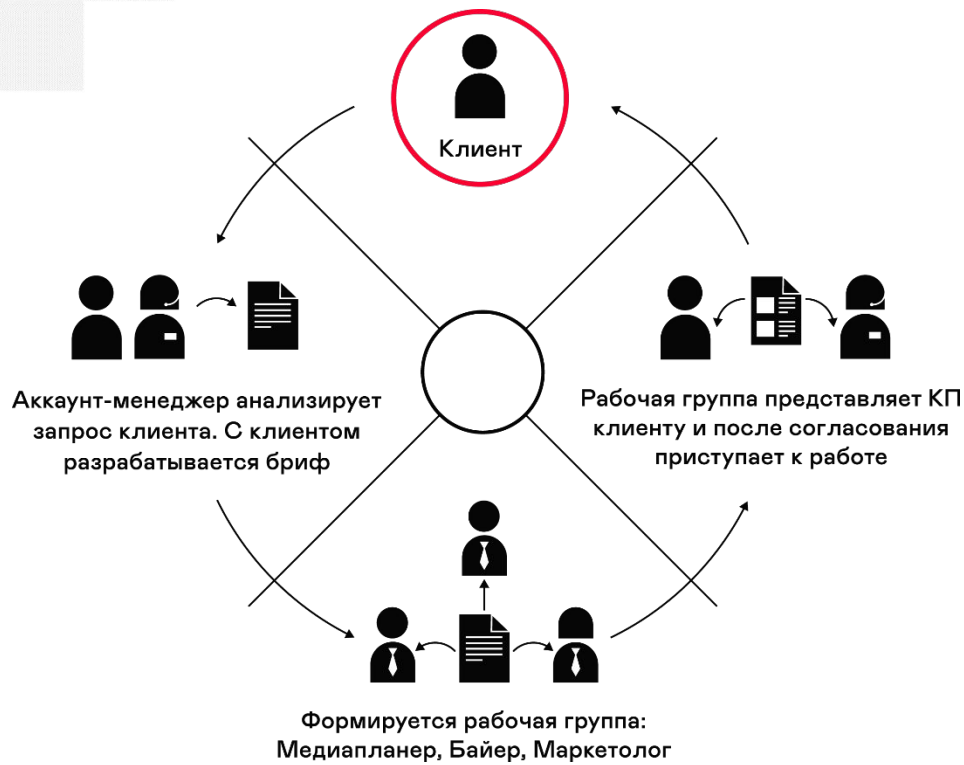 Клиент
Аккаунт-менеджер анализирует
запрос клиента. С клиентом
разрабатывается бриф
Рабочая группа представляет КП
клиенту и после согласования
приступает к работе
Формируется рабочая группа:
Медиапланер, Байер, Маркетолог